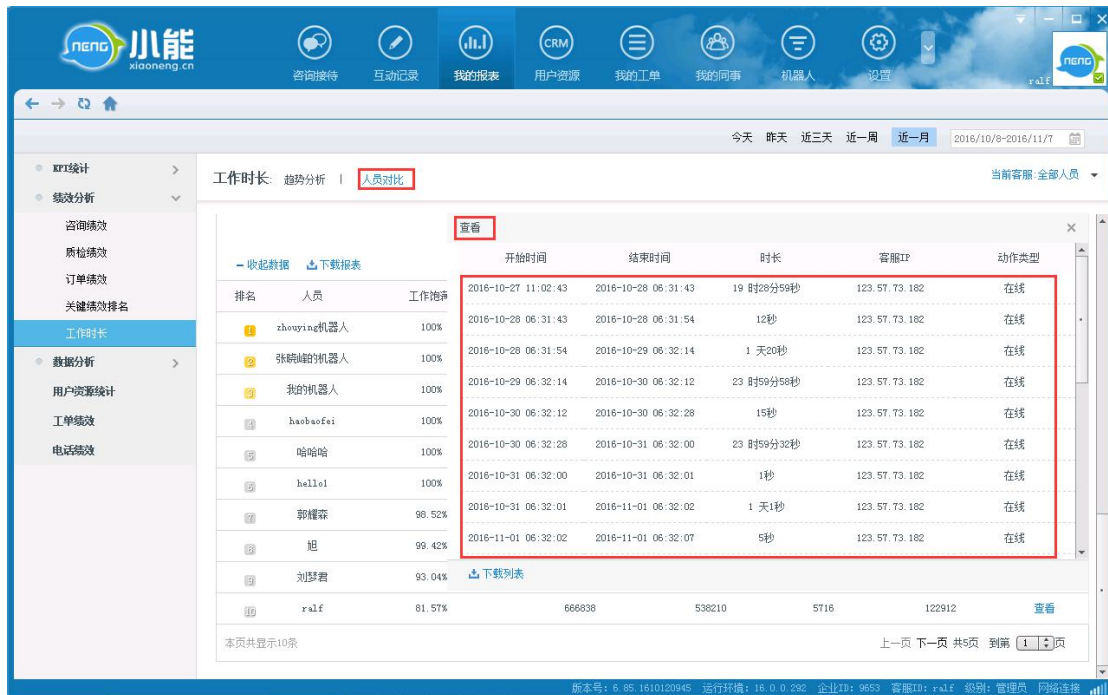 neng
小能
xiaoneng.cn
咨询接待
互动记录
我的报表
CRM
用户资源
我的工单
我的同事
机器人
设置
ralf
neng
今天 昨天 近三天 近一周 近一月 2016/10/8-2016/11/7
KPI统计
绩效分析
咨询绩效
质检绩效
订单绩效
关键绩效排名
工作时长
数据分析
用户资源统计
工单绩效
电话绩效
工作时长: 趋势分析 | 人员对比
当前客服:全部人员
收起数据 下载报表
排名 人员 工作饱满
1 zhouying机器人 100%
2 张晓峰的机器人 100%
3 我的机器人 100%
4 haobaofei 100%
5 哈哈哈 100%
6 hello1 100%
7 郭耀森 98.52%
8 旭 99.42%
9 刘梦君 93.04%
10 ralf 81.57% 666838 538210 5716 122912 查看
查看
开始时间 结束时间 时长 客服IP 动作类型
2016-10-27 11:02:43 2016-10-28 06:31:43 19 时28分59秒 123.57.73.182 在线
2016-10-28 06:31:43 2016-10-28 06:31:54 12秒 123.57.73.182 在线
2016-10-28 06:31:54 2016-10-29 06:32:14 1 天20秒 123.57.73.182 在线
2016-10-29 06:32:14 2016-10-30 06:32:12 23 时59分58秒 123.57.73.182 在线
2016-10-30 06:32:12 2016-10-30 06:32:28 15秒 123.57.73.182 在线
2016-10-30 06:32:28 2016-10-31 06:32:00 23 时59分32秒 123.57.73.182 在线
2016-10-31 06:32:00 2016-10-31 06:32:01 1秒 123.57.73.182 在线
2016-10-31 06:32:01 2016-11-01 06:32:02 1 天1秒 123.57.73.182 在线
2016-11-01 06:32:02 2016-11-01 06:32:07 5秒 123.57.73.182 在线
下载列表
本页共显示10条
上一页 下一页 共5页 到第 1 页
版本号: 6.85.1610120945 运行环境: 16.0.0.292 企业ID: 9653 客服ID: ralf 级别: 管理员 网络连接